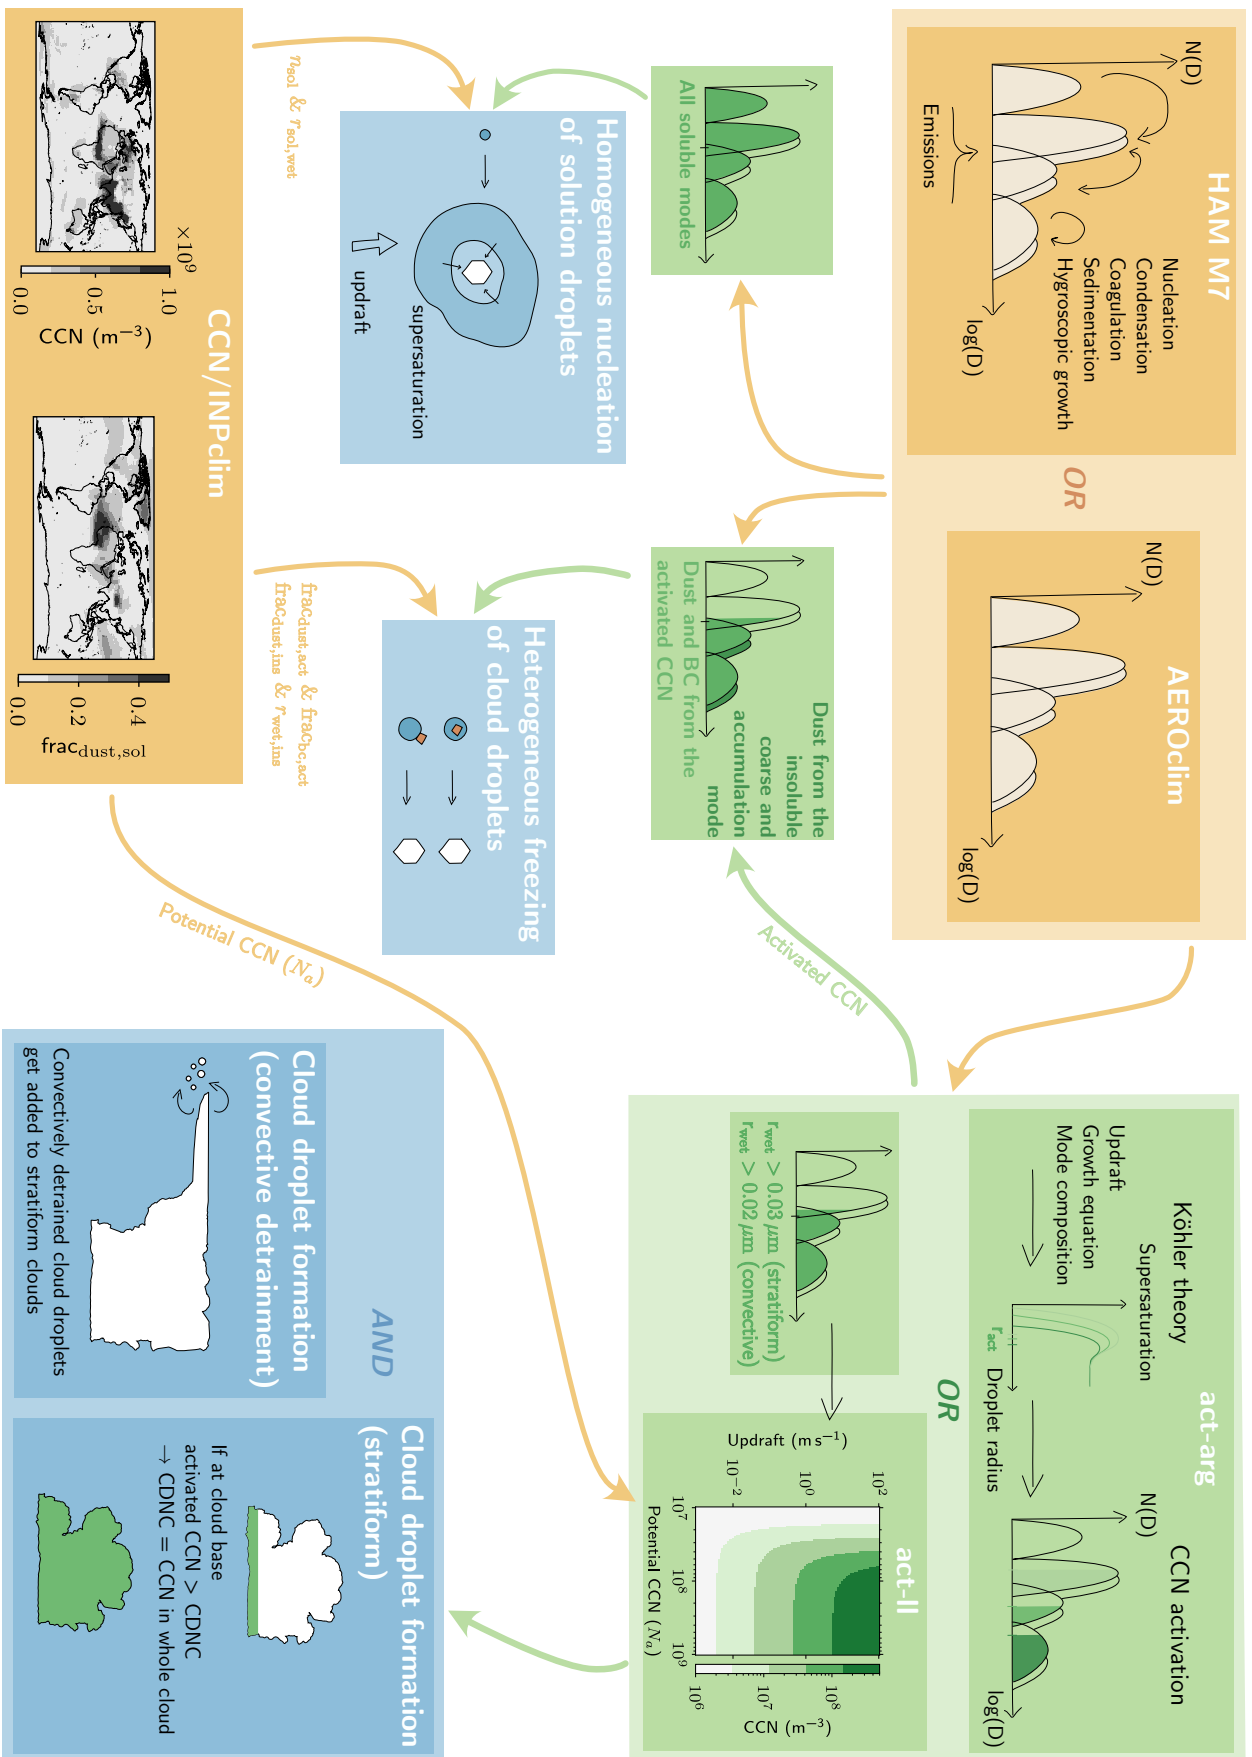 HAM M7
N(D)
log(D)
Emissions
Nucleation
Condensation
Coagulation
Sedimentation
Hygroscopic growth
OR
AEROclim
N(D)
log(D)
act-arg
Köhler theory
Updraft
Growth equation
Mode composition
Supersaturation
r_act
Droplet radius
CCN activation
N(D)
log(D)
OR
r_wet > 0.03 μm (stratiform)
r_wet > 0.02 μm (convective)
act-ll
Updraft (m s⁻¹)
10²
10⁰
10⁻²
10⁷
10⁸
10⁹
Potential CCN (N_a)
10⁸
10⁷
10⁶
CCN (m⁻³)
All soluble modes
Dust from the
insoluble
coarse and
accumulation
mode
Dust and BC from the
activated CCN
Activated CCN
Homogeneous nucleation
of solution droplets
supersaturation
updraft
Heterogeneous freezing
of cloud droplets
n_sol & r_sol,wet
frac_dust,act & frac_bc,act
frac_dust,ins & r_wet,ins
Potential CCN (N_a)
CCN/INPclim
×10⁹
1.0
0.5
0.0
CCN (m⁻³)
0.4
0.2
0.0
frac_dust,sol
AND
Cloud droplet formation
(convective detrainment)
Convectively detrained cloud droplets
get added to stratiform clouds
Cloud droplet formation
(stratiform)
If at cloud base
activated CCN > CDNC
→ CDNC = CCN in whole cloud